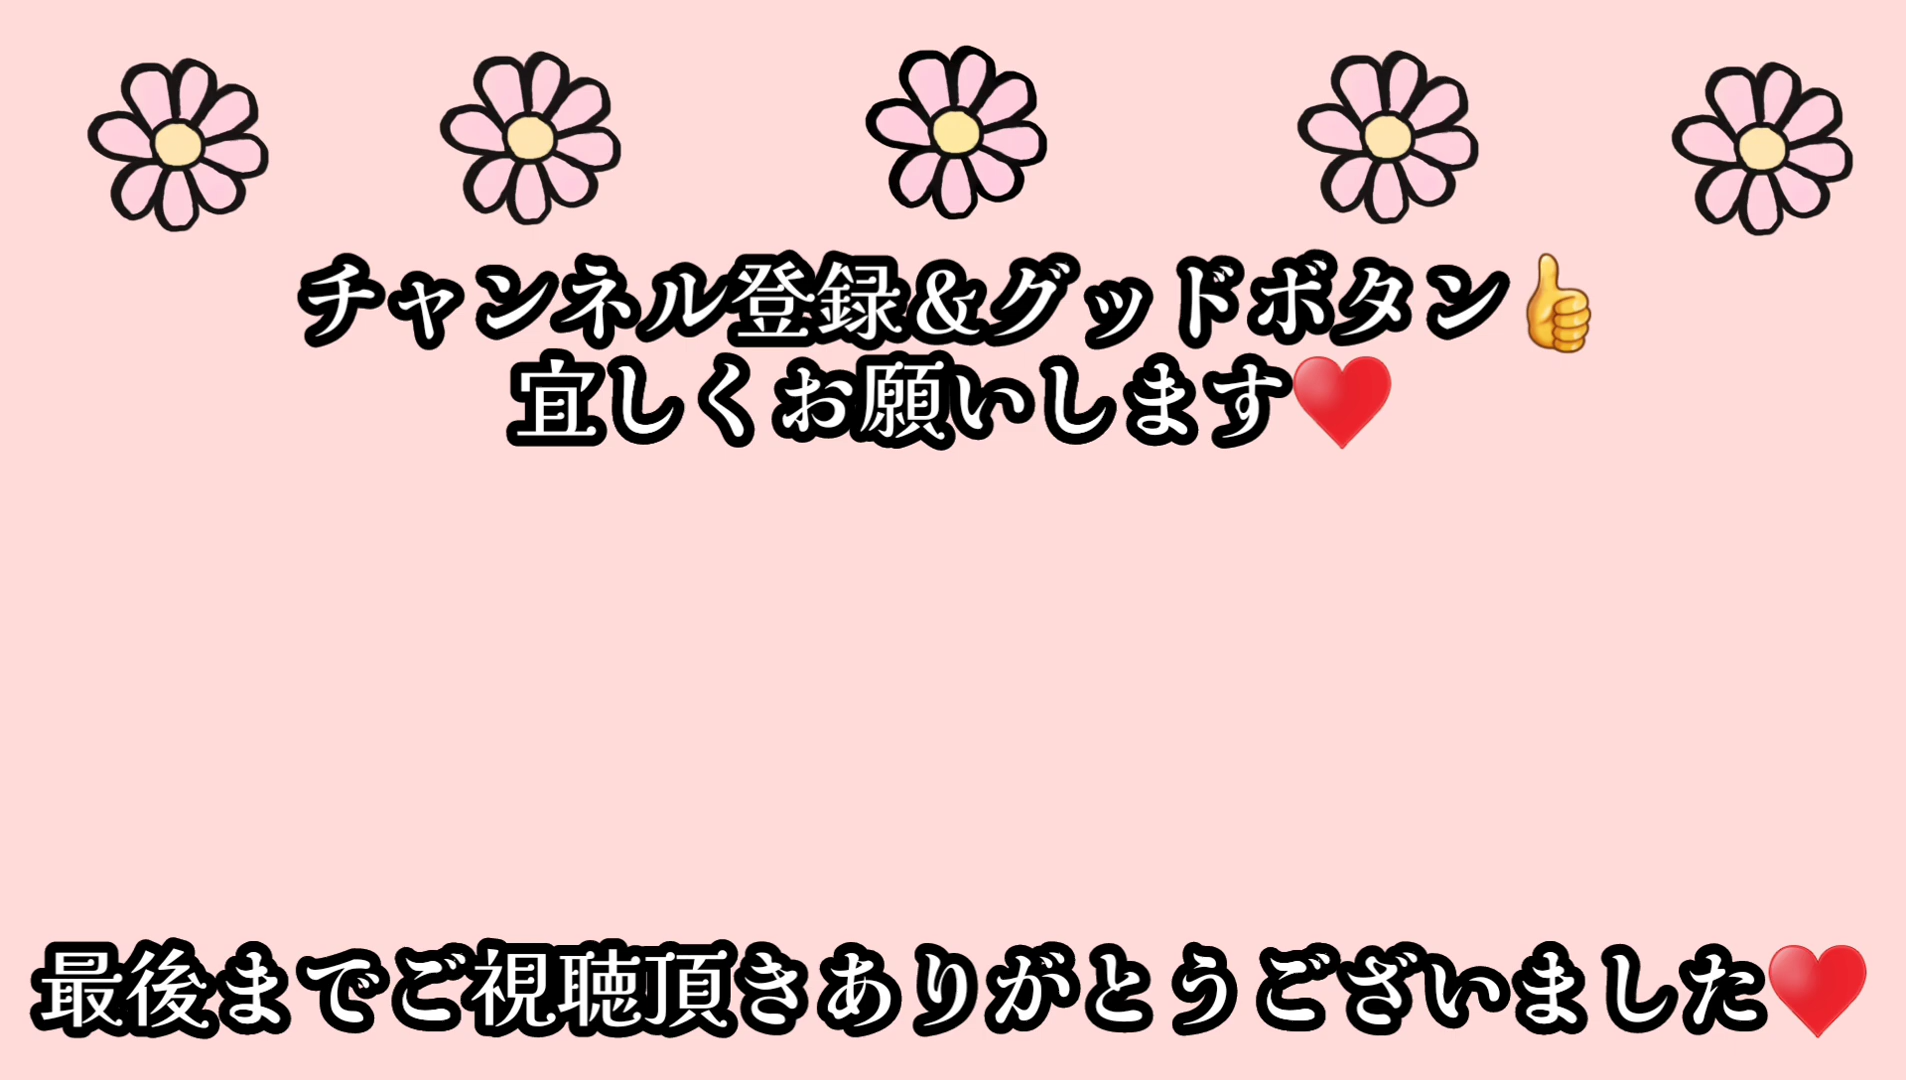 チャンネル登録&グッドボタン👍
宜しくお願いします♥
最後までご視聴頂きありがとうございました♥